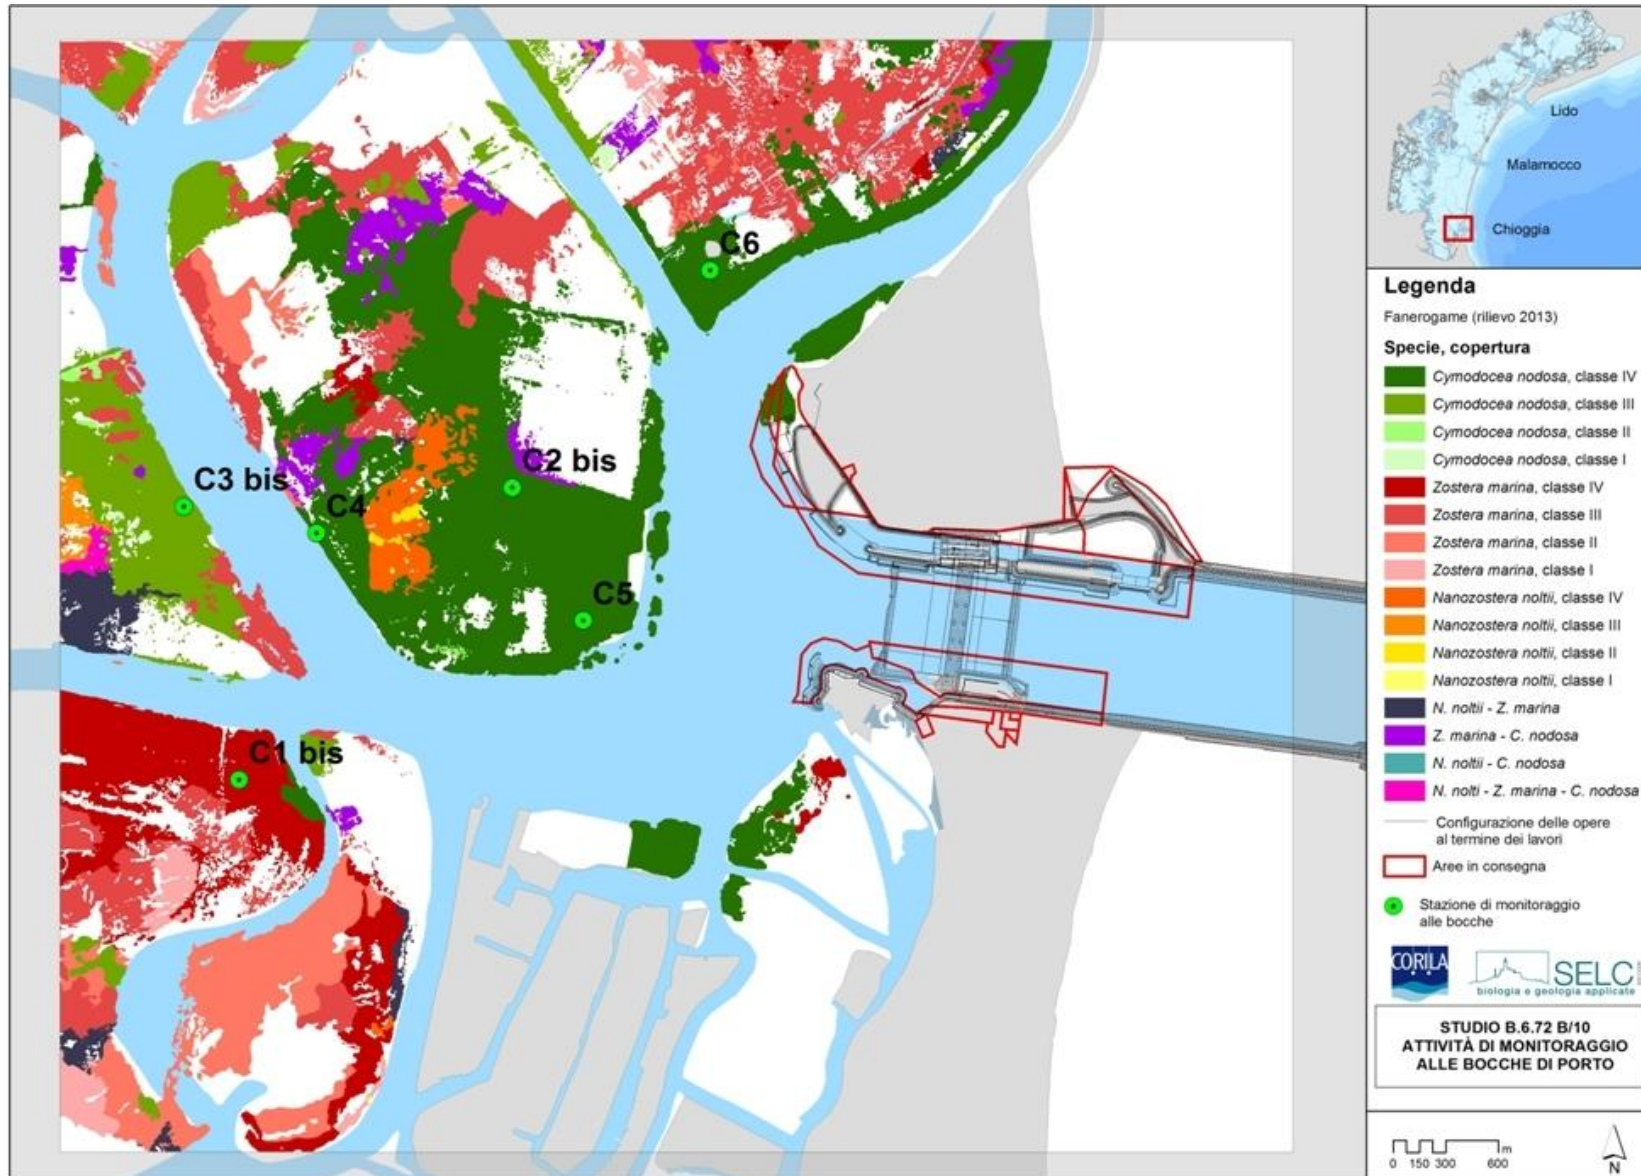 C6
C2 bis
C3 bis
C4
C5
C1 bis
Lido
Malamocco
Chioggia
Legenda
Fanerogame (rilievo 2013)
Specie, copertura
Cymodocea nodosa, classe IV
Cymodocea nodosa, classe III
Cymodocea nodosa, classe II
Cymodocea nodosa, classe I
Zostera marina, classe IV
Zostera marina, classe III
Zostera marina, classe II
Zostera marina, classe I
Nanozostera noltii, classe IV
Nanozostera noltii, classe III
Nanozostera noltii, classe II
Nanozostera noltii, classe I
N. noltii - Z. marina
Z. marina - C. nodosa
N. noltii - C. nodosa
N. nolti - Z. marina - C. nodosa
Configurazione delle opere
al termine dei lavori
Aree in consegna
Stazione di monitoraggio
alle bocche
CORILA
SELC
biologia e geologia applicate
STUDIO B.6.72 B/10
ATTIVITÀ DI MONITORAGGIO
ALLE BOCCHE DI PORTO
0 150 300 600 m
N